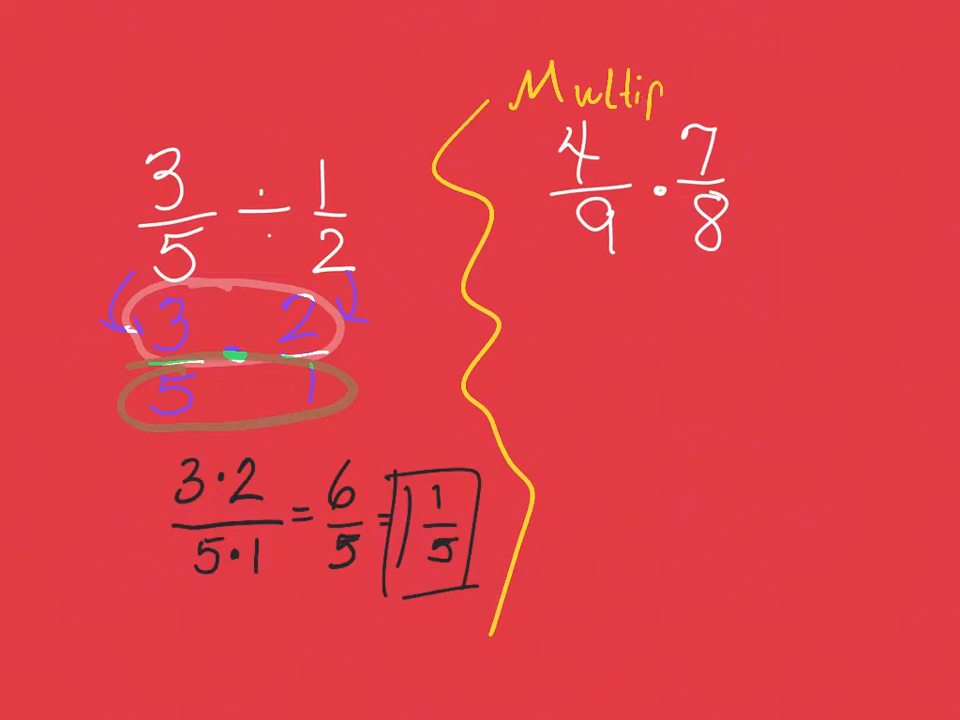 3/5 ÷ 1/2
3/5 · 2/1
3·2/5·1 = 6/5 = 1 1/5
Multip
4/9 · 7/8